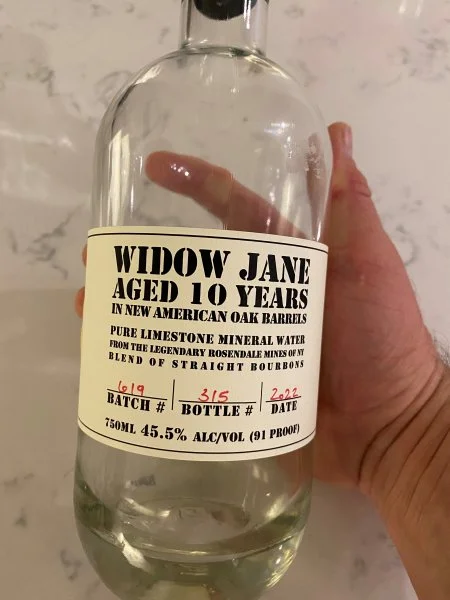 WIDOW JANE
AGED 10 YEARS
IN NEW AMERICAN OAK BARRELS
PURE LIMESTONE MINERAL WATER
FROM THE LEGENDARY ROSENDALE MINES OF NY
BLEND OF STRAIGHT BOURBONS
619 315 2022
BATCH # BOTTLE # DATE
750ML 45.5% ALC/VOL (91 PROOF)